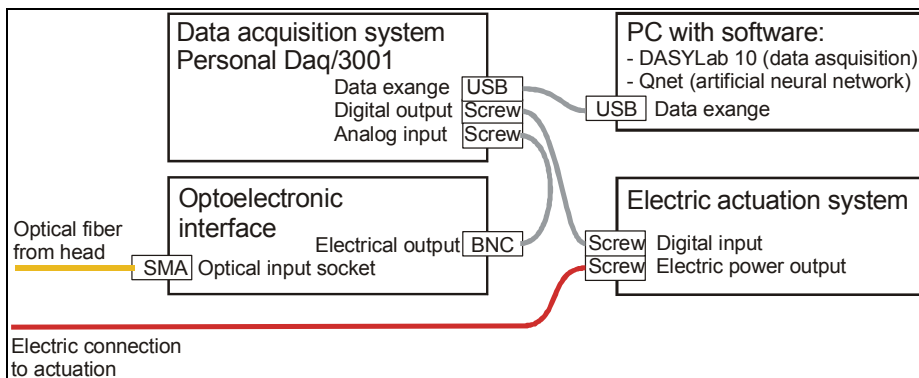 Data acquisition system
Personal Daq/3001
Data exange USB
Digital output Screw
Analog input Screw
PC with software:
- DASYLab 10 (data asquisition)
- Qnet (artificial neural network)
USB Data exange
Optoelectronic
interface
Electrical output BNC
Optical fiber
from head
SMA Optical input socket
Electric actuation system
Screw Digital input
Screw Electric power output
Electric connection
to actuation